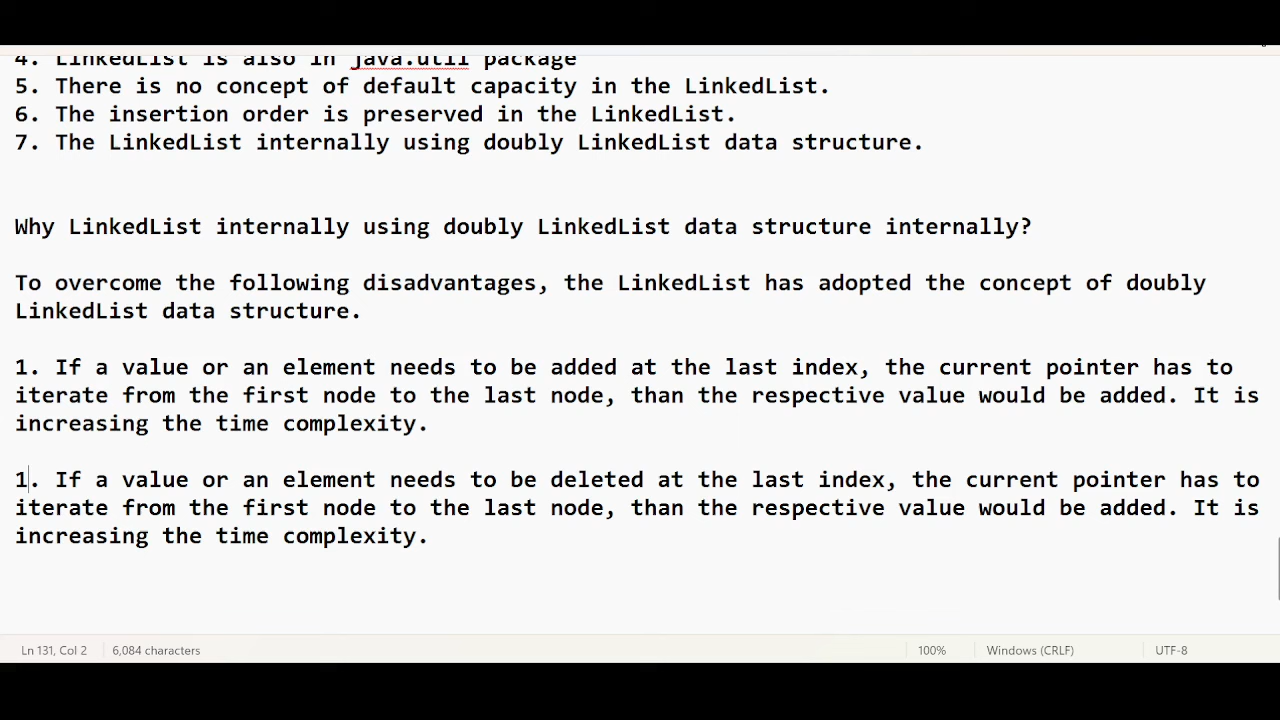 4. LinkedList is also in java.util package
5. There is no concept of default capacity in the LinkedList.
6. The insertion order is preserved in the LinkedList.
7. The LinkedList internally using doubly LinkedList data structure.
Why LinkedList internally using doubly LinkedList data structure internally?
To overcome the following disadvantages, the LinkedList has adopted the concept of doubly
LinkedList data structure.
1. If a value or an element needs to be added at the last index, the current pointer has to
iterate from the first node to the last node, than the respective value would be added. It is
increasing the time complexity.
1. If a value or an element needs to be deleted at the last index, the current pointer has to
iterate from the first node to the last node, than the respective value would be added. It is
increasing the time complexity.
Ln 131, Col 2 6,084 characters 100% Windows (CRLF) UTF-8